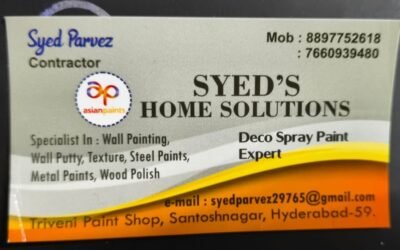 Syed Parvez
Contractor
Mob : 8897752618
: 7660939480
ap
asianpaints
SYED'S
HOME SOLUTIONS
Specialist In : Wall Painting,
Wall Putty, Texture, Steel Paints,
Metal Paints, Wood Polish
Deco Spray Paint
Expert
e-mail : syedparvez29765@gmail.com
Triveni Paint Shop, Santoshnagar, Hyderabad-59.